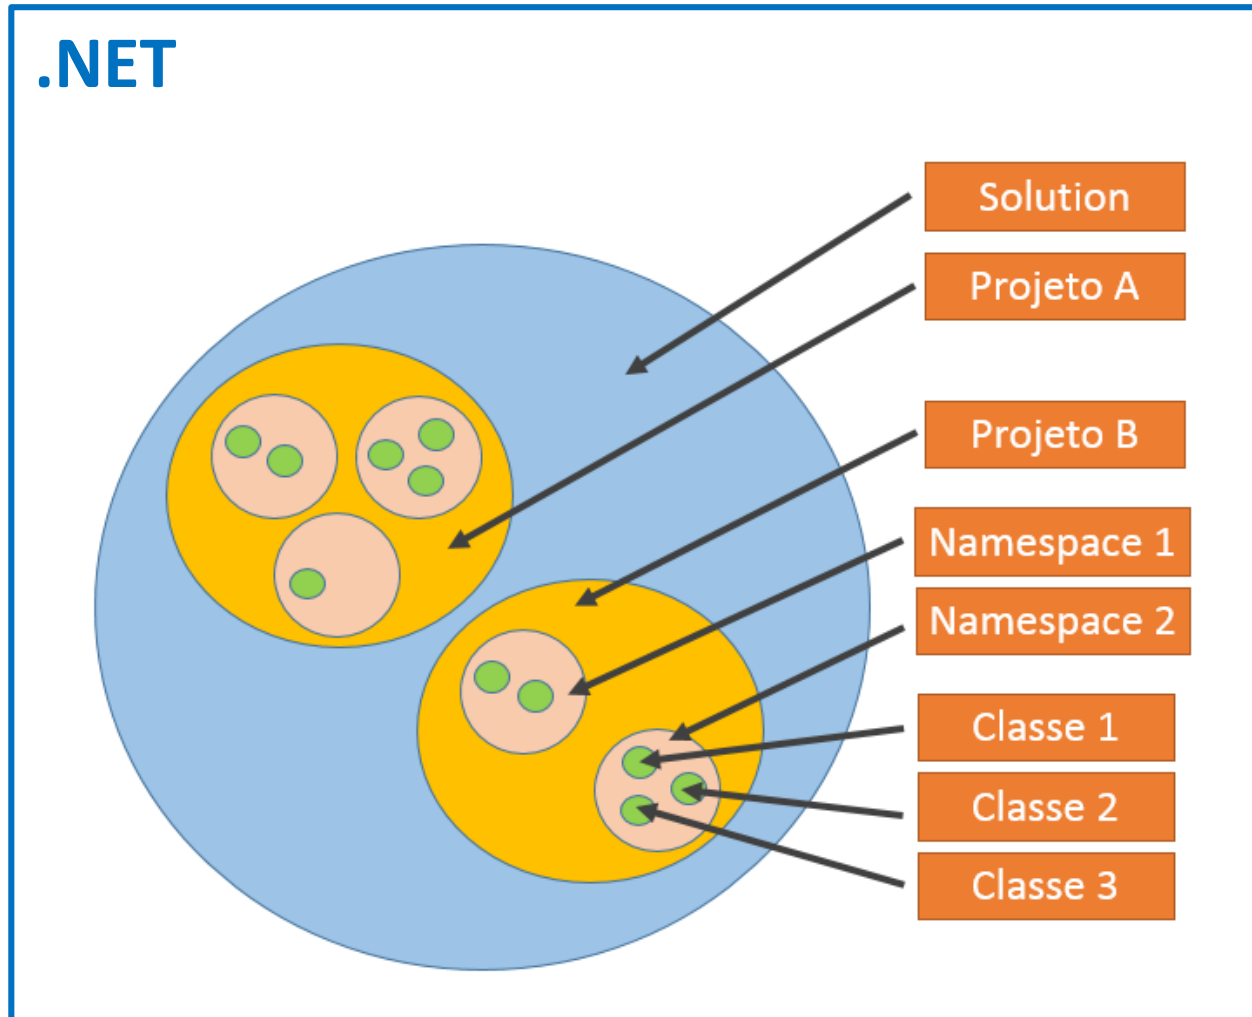 .NET
Solution
Projeto A
Projeto B
Namespace 1
Namespace 2
Classe 1
Classe 2
Classe 3